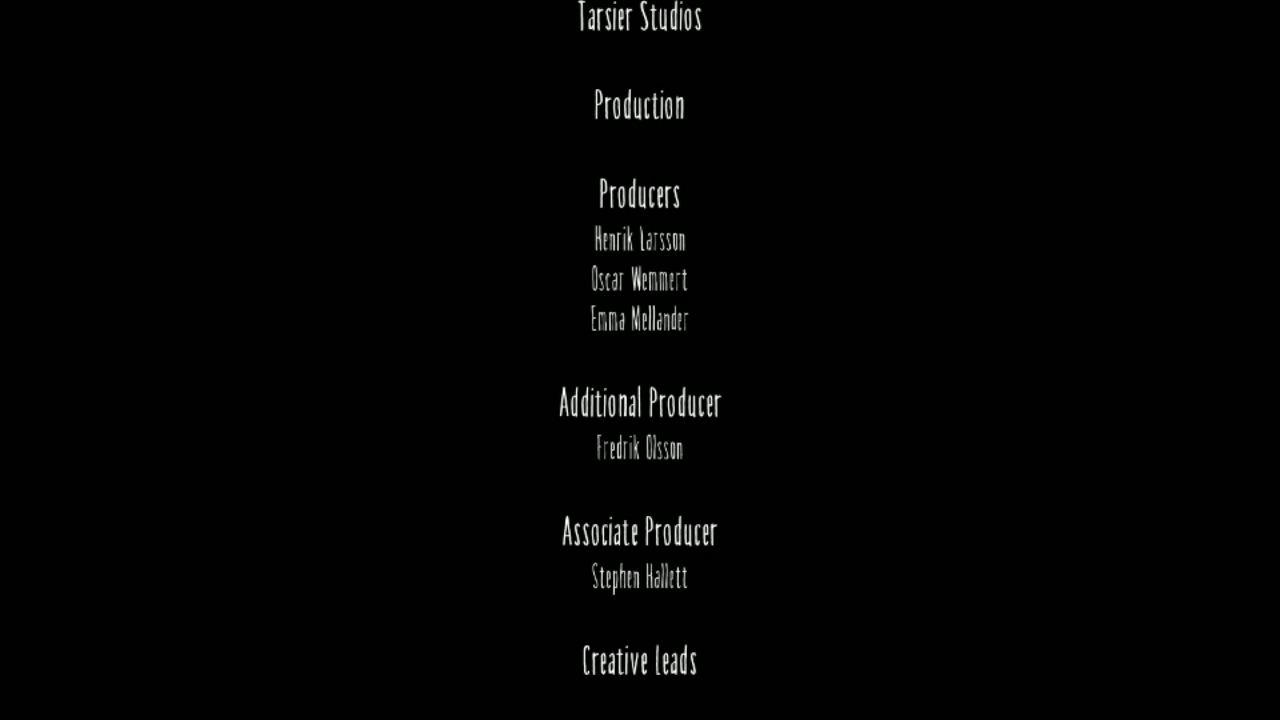 Tarsier Studios
Production
Producers
Henrik Larsson
Oscar Wemmert
Emma Mellander
Additional Producer
Fredrik Olsson
Associate Producer
Stephen Hallett
Creative Leads